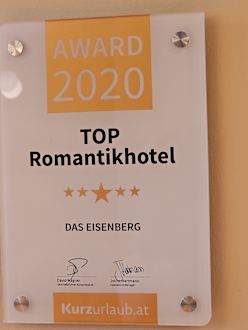 AWARD
2020
TOP
Romantikhotel
DAS EISENBERG
Kurzurlaub.at